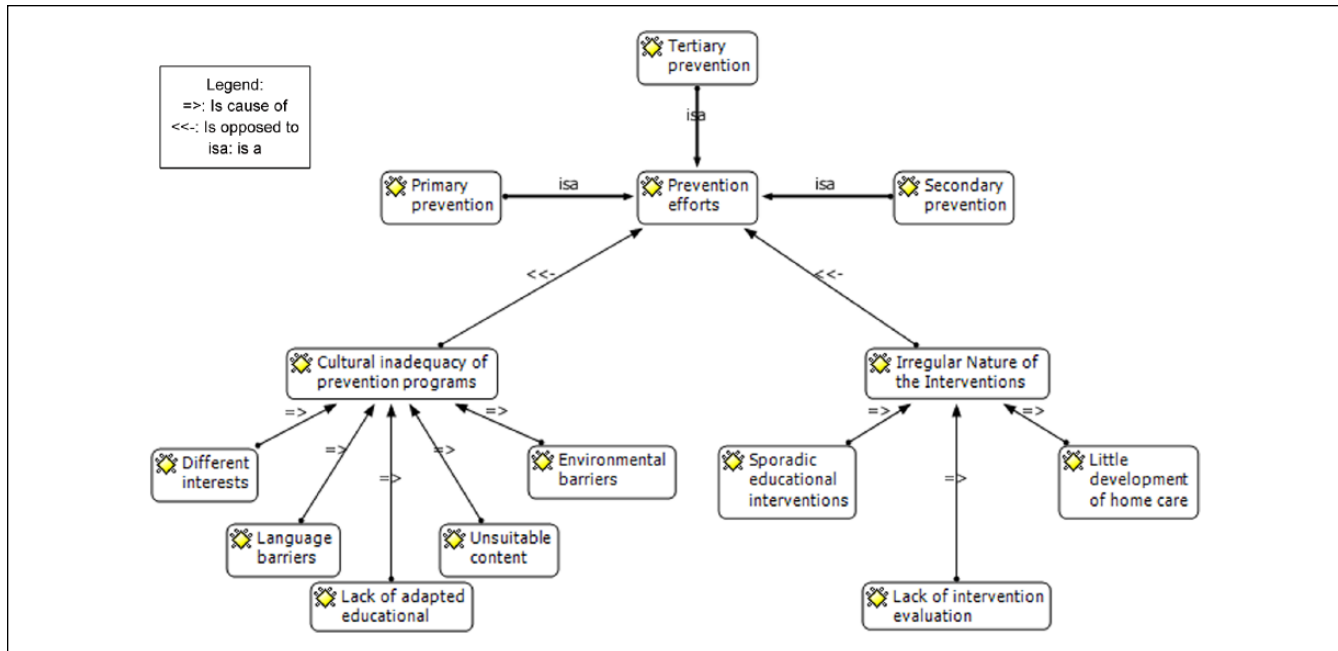 Tertiary
prevention
Legend:
=>: Is cause of
<<-: Is opposed to
isa: is a
isa
Primary
prevention
isa
Prevention
efforts
isa
Secondary
prevention
<<-
<<-
Cultural inadequacy of
prevention programs
Irregular Nature of
the Interventions
=>
=>
=>
=>
=>
=>
=>
=>
Different
interests
Environmental
barriers
Sporadic
educational
interventions
Little
development
of home care
Language
barriers
Unsuitable
content
Lack of adapted
educational
Lack of intervention
evaluation